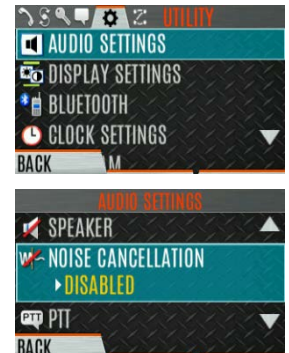 UTILITY
AUDIO SETTINGS
DISPLAY SETTINGS
BLUETOOTH
CLOCK SETTINGS
BACK
AUDIO SETTINGS
SPEAKER
NOISE CANCELLATION
DISABLED
PTT PTT
BACK